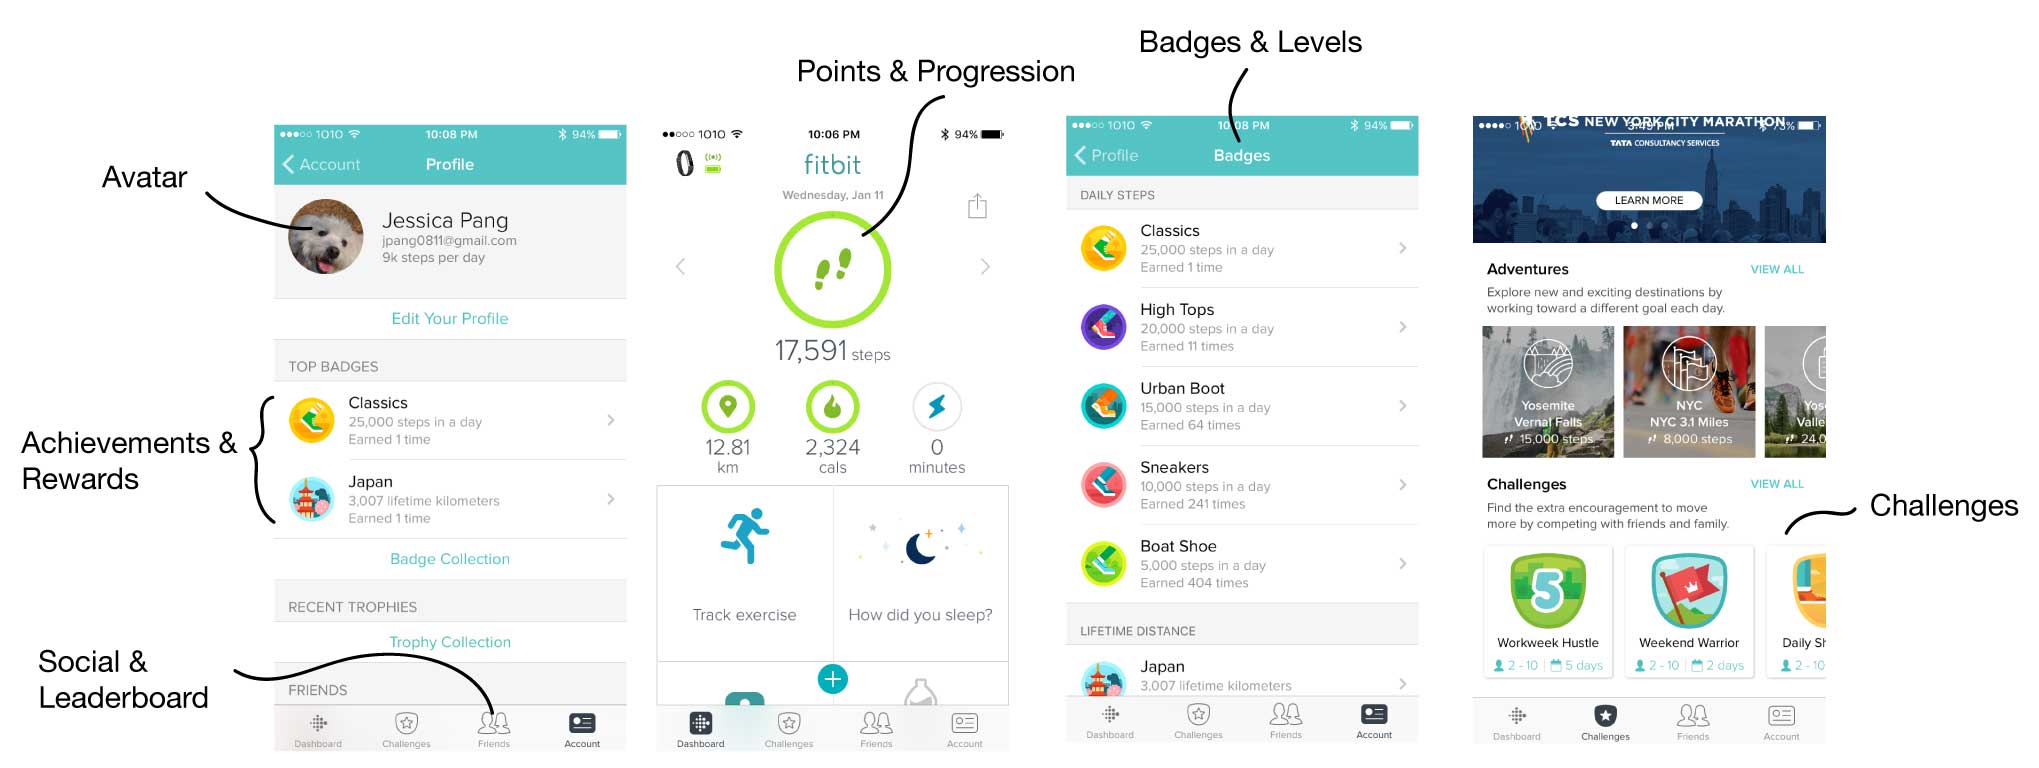 Avatar
Achievements &
Rewards
Social &
Leaderboard
1010
10:08 PM
94%
Account
Profile
Jessica Pang
jpang0811@gmail.com
9k steps per day
Edit Your Profile
TOP BADGES
Classics
25,000 steps in a day
Earned 1 time
Japan
3,007 lifetime kilometers
Earned 1 time
Badge Collection
RECENT TROPHIES
Trophy Collection
FRIENDS
Dashboard
Challenges
Friends
Account
Points & Progression
1010
10:06 PM
94%
fitbit
Wednesday, Jan 11
17,591 steps
12.81
km
2,324
cals
0
minutes
Track exercise
How did you sleep?
Dashboard
Challenges
Friends
Account
Badges & Levels
1010
10:08 PM
94%
Profile
Badges
DAILY STEPS
Classics
25,000 steps in a day
Earned 1 time
High Tops
20,000 steps in a day
Earned 11 times
Urban Boot
15,000 steps in a day
Earned 64 times
Sneakers
10,000 steps in a day
Earned 241 times
Boat Shoe
5,000 steps in a day
Earned 404 times
LIFETIME DISTANCE
Japan
3,007 lifetime kilometers
Dashboard
Challenges
Friends
Account
1010
3:49 PM
73%
TCS NEW YORK CITY MARATHON
TATA CONSULTANCY SERVICES
LEARN MORE
Adventures
VIEW ALL
Explore new and exciting destinations by
working toward a different goal each day.
Yosemite
Vernal Falls
15,000 steps
NYC
NYC 3.1 Miles
8,000 steps
Yos
Valle
24,0
Challenges
VIEW ALL
Find the extra encouragement to move
more by competing with friends and family.
5
Workweek Hustle
2 - 10 | 5 days
Weekend Warrior
2 - 10 | 2 days
Daily Sh
2 - 10
Dashboard
Challenges
Friends
Account
Challenges